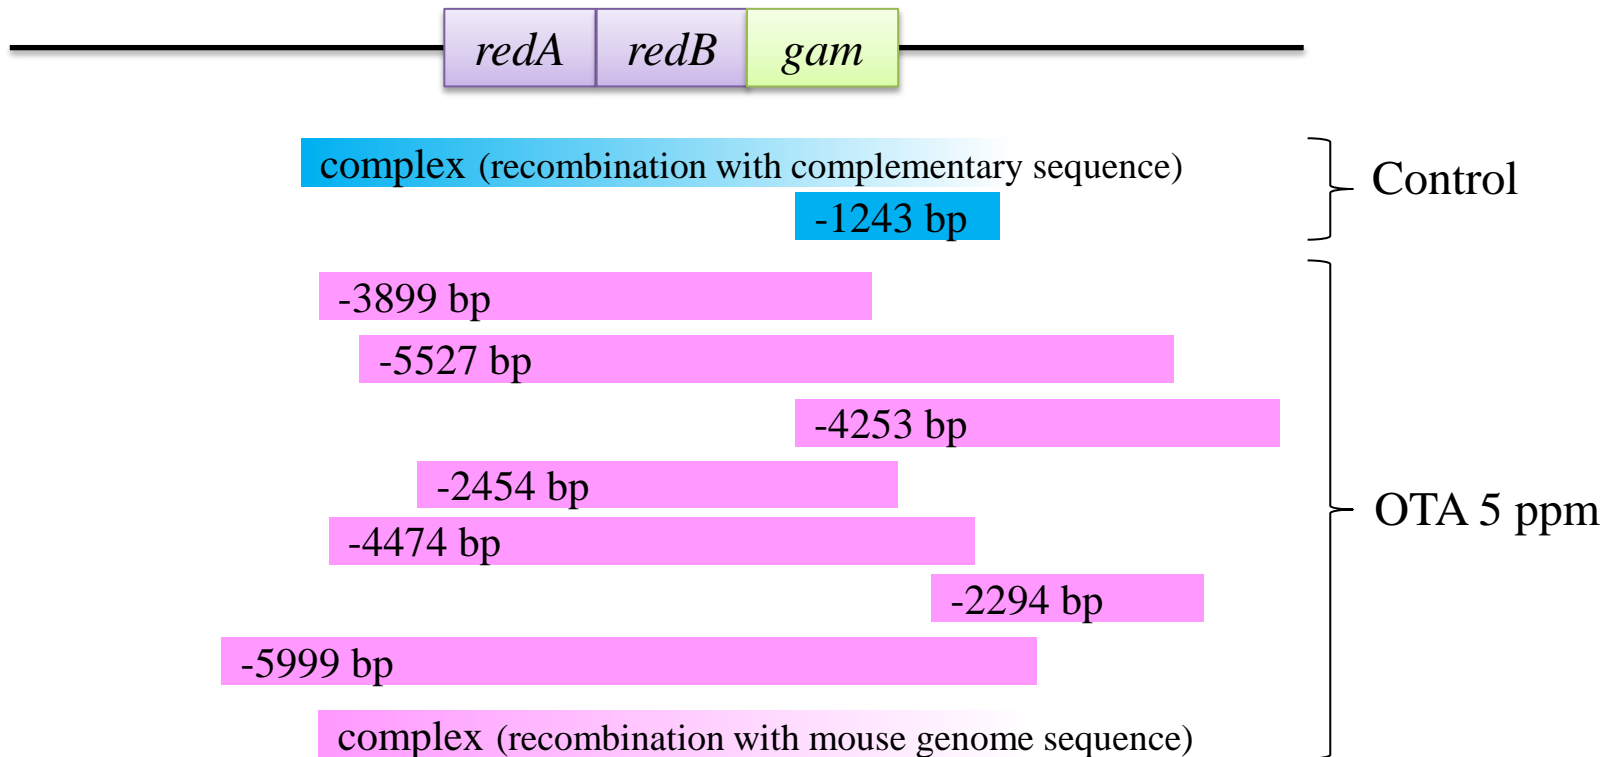 redA redB gam
complex (recombination with complementary sequence)
-1243 bp
Control
-3899 bp
-5527 bp
-4253 bp
-2454 bp
-4474 bp
OTA 5 ppm
-2294 bp
-5999 bp
complex (recombination with mouse genome sequence)